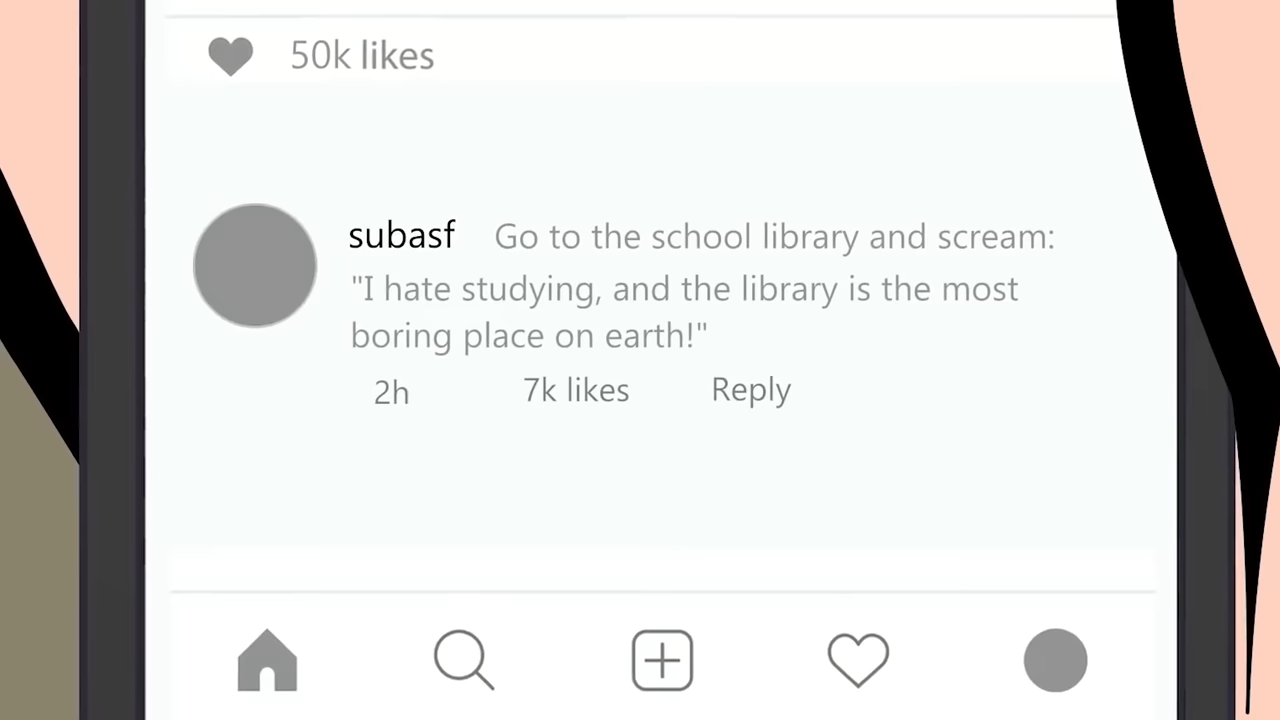 50k likes
subasf Go to the school library and scream:
"I hate studying, and the library is the most
boring place on earth!"
2h 7k likes Reply